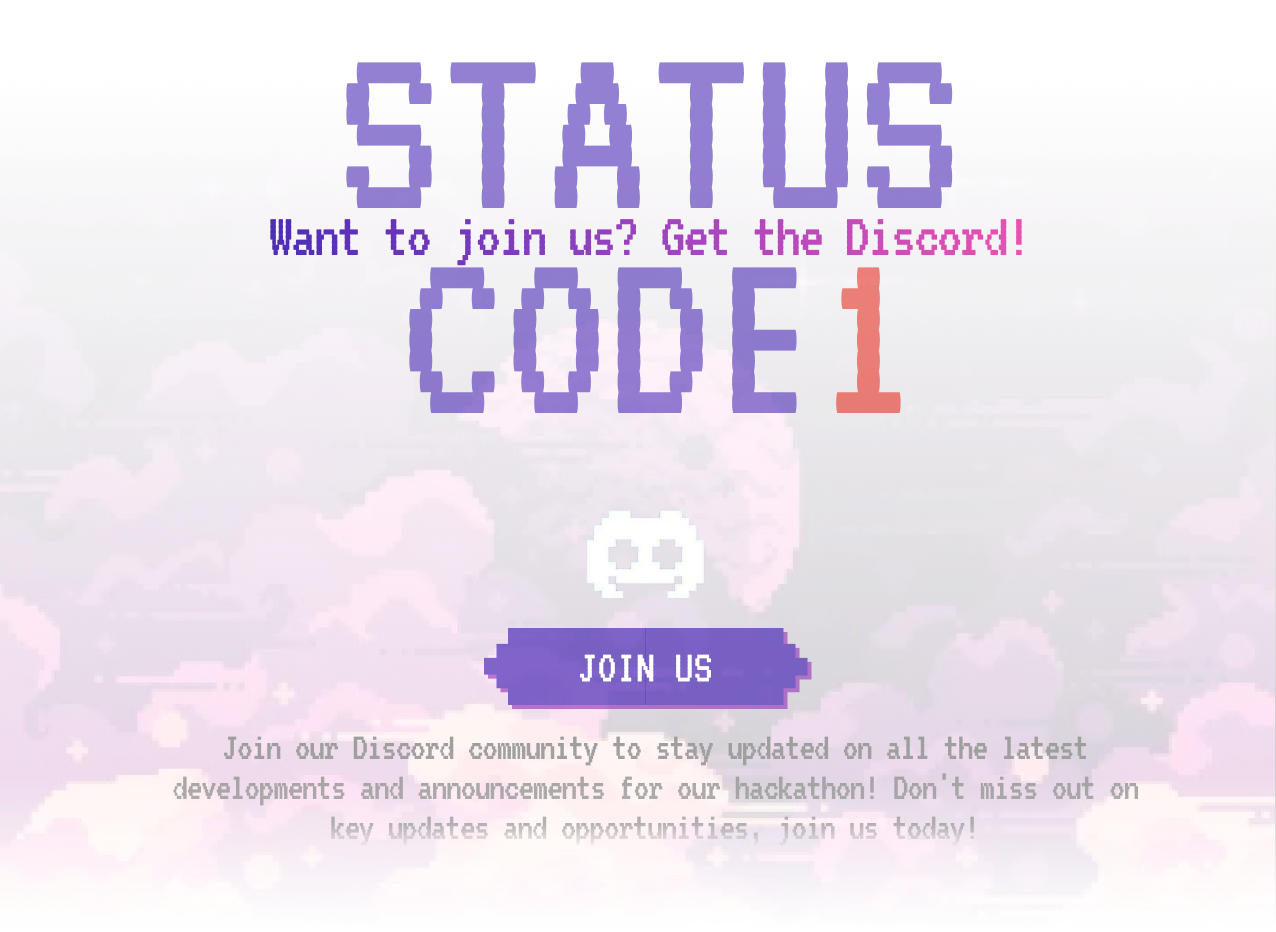 STATUS
Want to join us? Get the Discord!
CODE 1
JOIN US
Join our Discord community to stay updated on all the latest
developments and announcements for our hackathon! Don't miss out on
key updates and opportunities, join us today!